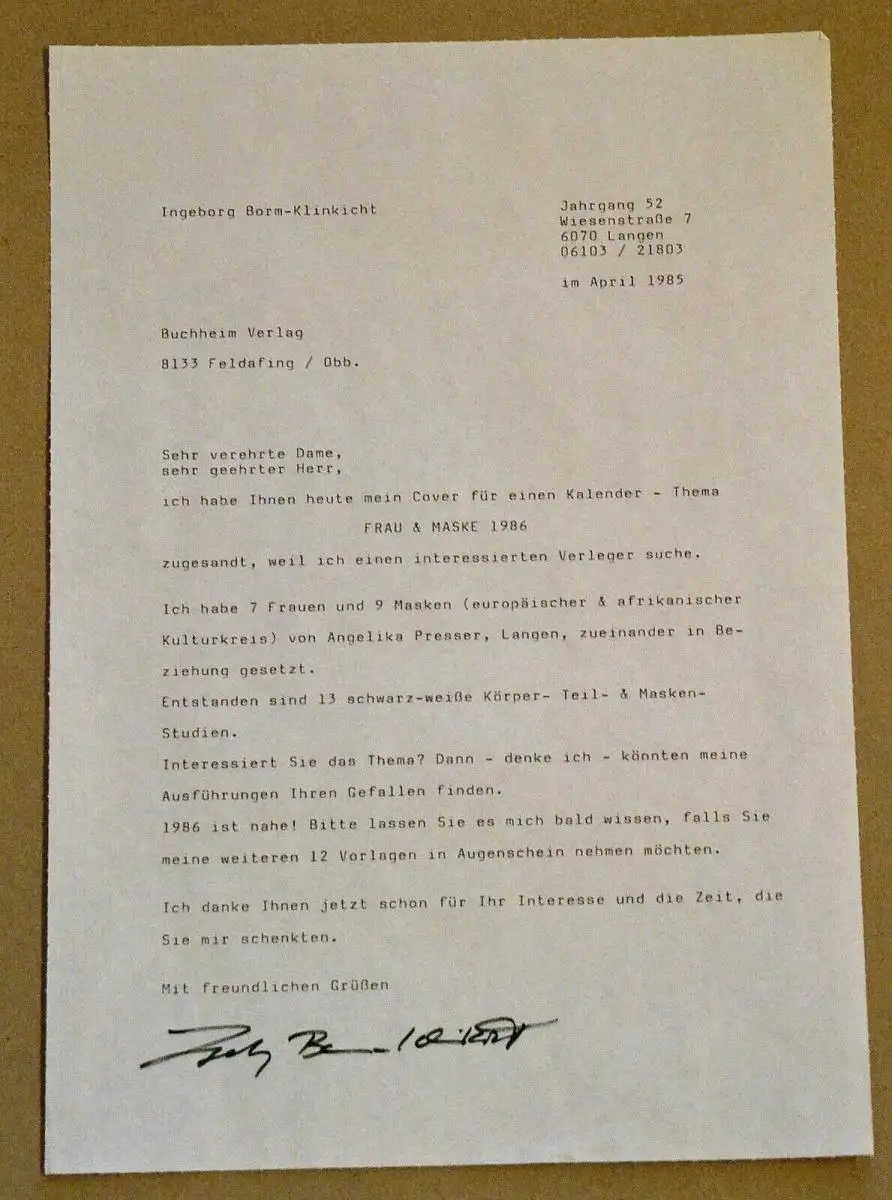 Ingeborg Borm-Klinkicht
Jahrgang 52
Wiesenstraße 7
6070 Langen
06103 / 21803
im April 1985
Buchheim Verlag
8133 Feldafing / Obb.
Sehr verehrte Dame,
sehr geehrter Herr,
ich habe Ihnen heute mein Cover für einen Kalender - Thema
FRAU & MASKE 1986
zugesandt, weil ich einen interessierten Verleger suche.
Ich habe 7 Frauen und 9 Masken (europäischer & afrikanischer
Kulturkreis) von Angelika Presser, Langen, zueinander in Be-
ziehung gesetzt.
Entstanden sind 13 schwarz-weiße Körper- Teil- & Masken-
Studien.
Interessiert Sie das Thema? Dann - denke ich - könnten meine
Ausführungen Ihren Gefallen finden.
1986 ist nahe! Bitte lassen Sie es mich bald wissen, falls Sie
meine weiteren 12 Vorlagen in Augenschein nehmen möchten.
Ich danke Ihnen jetzt schon für Ihr Interesse und die Zeit, die
Sie mir schenkten.
Mit freundlichen Grüßen